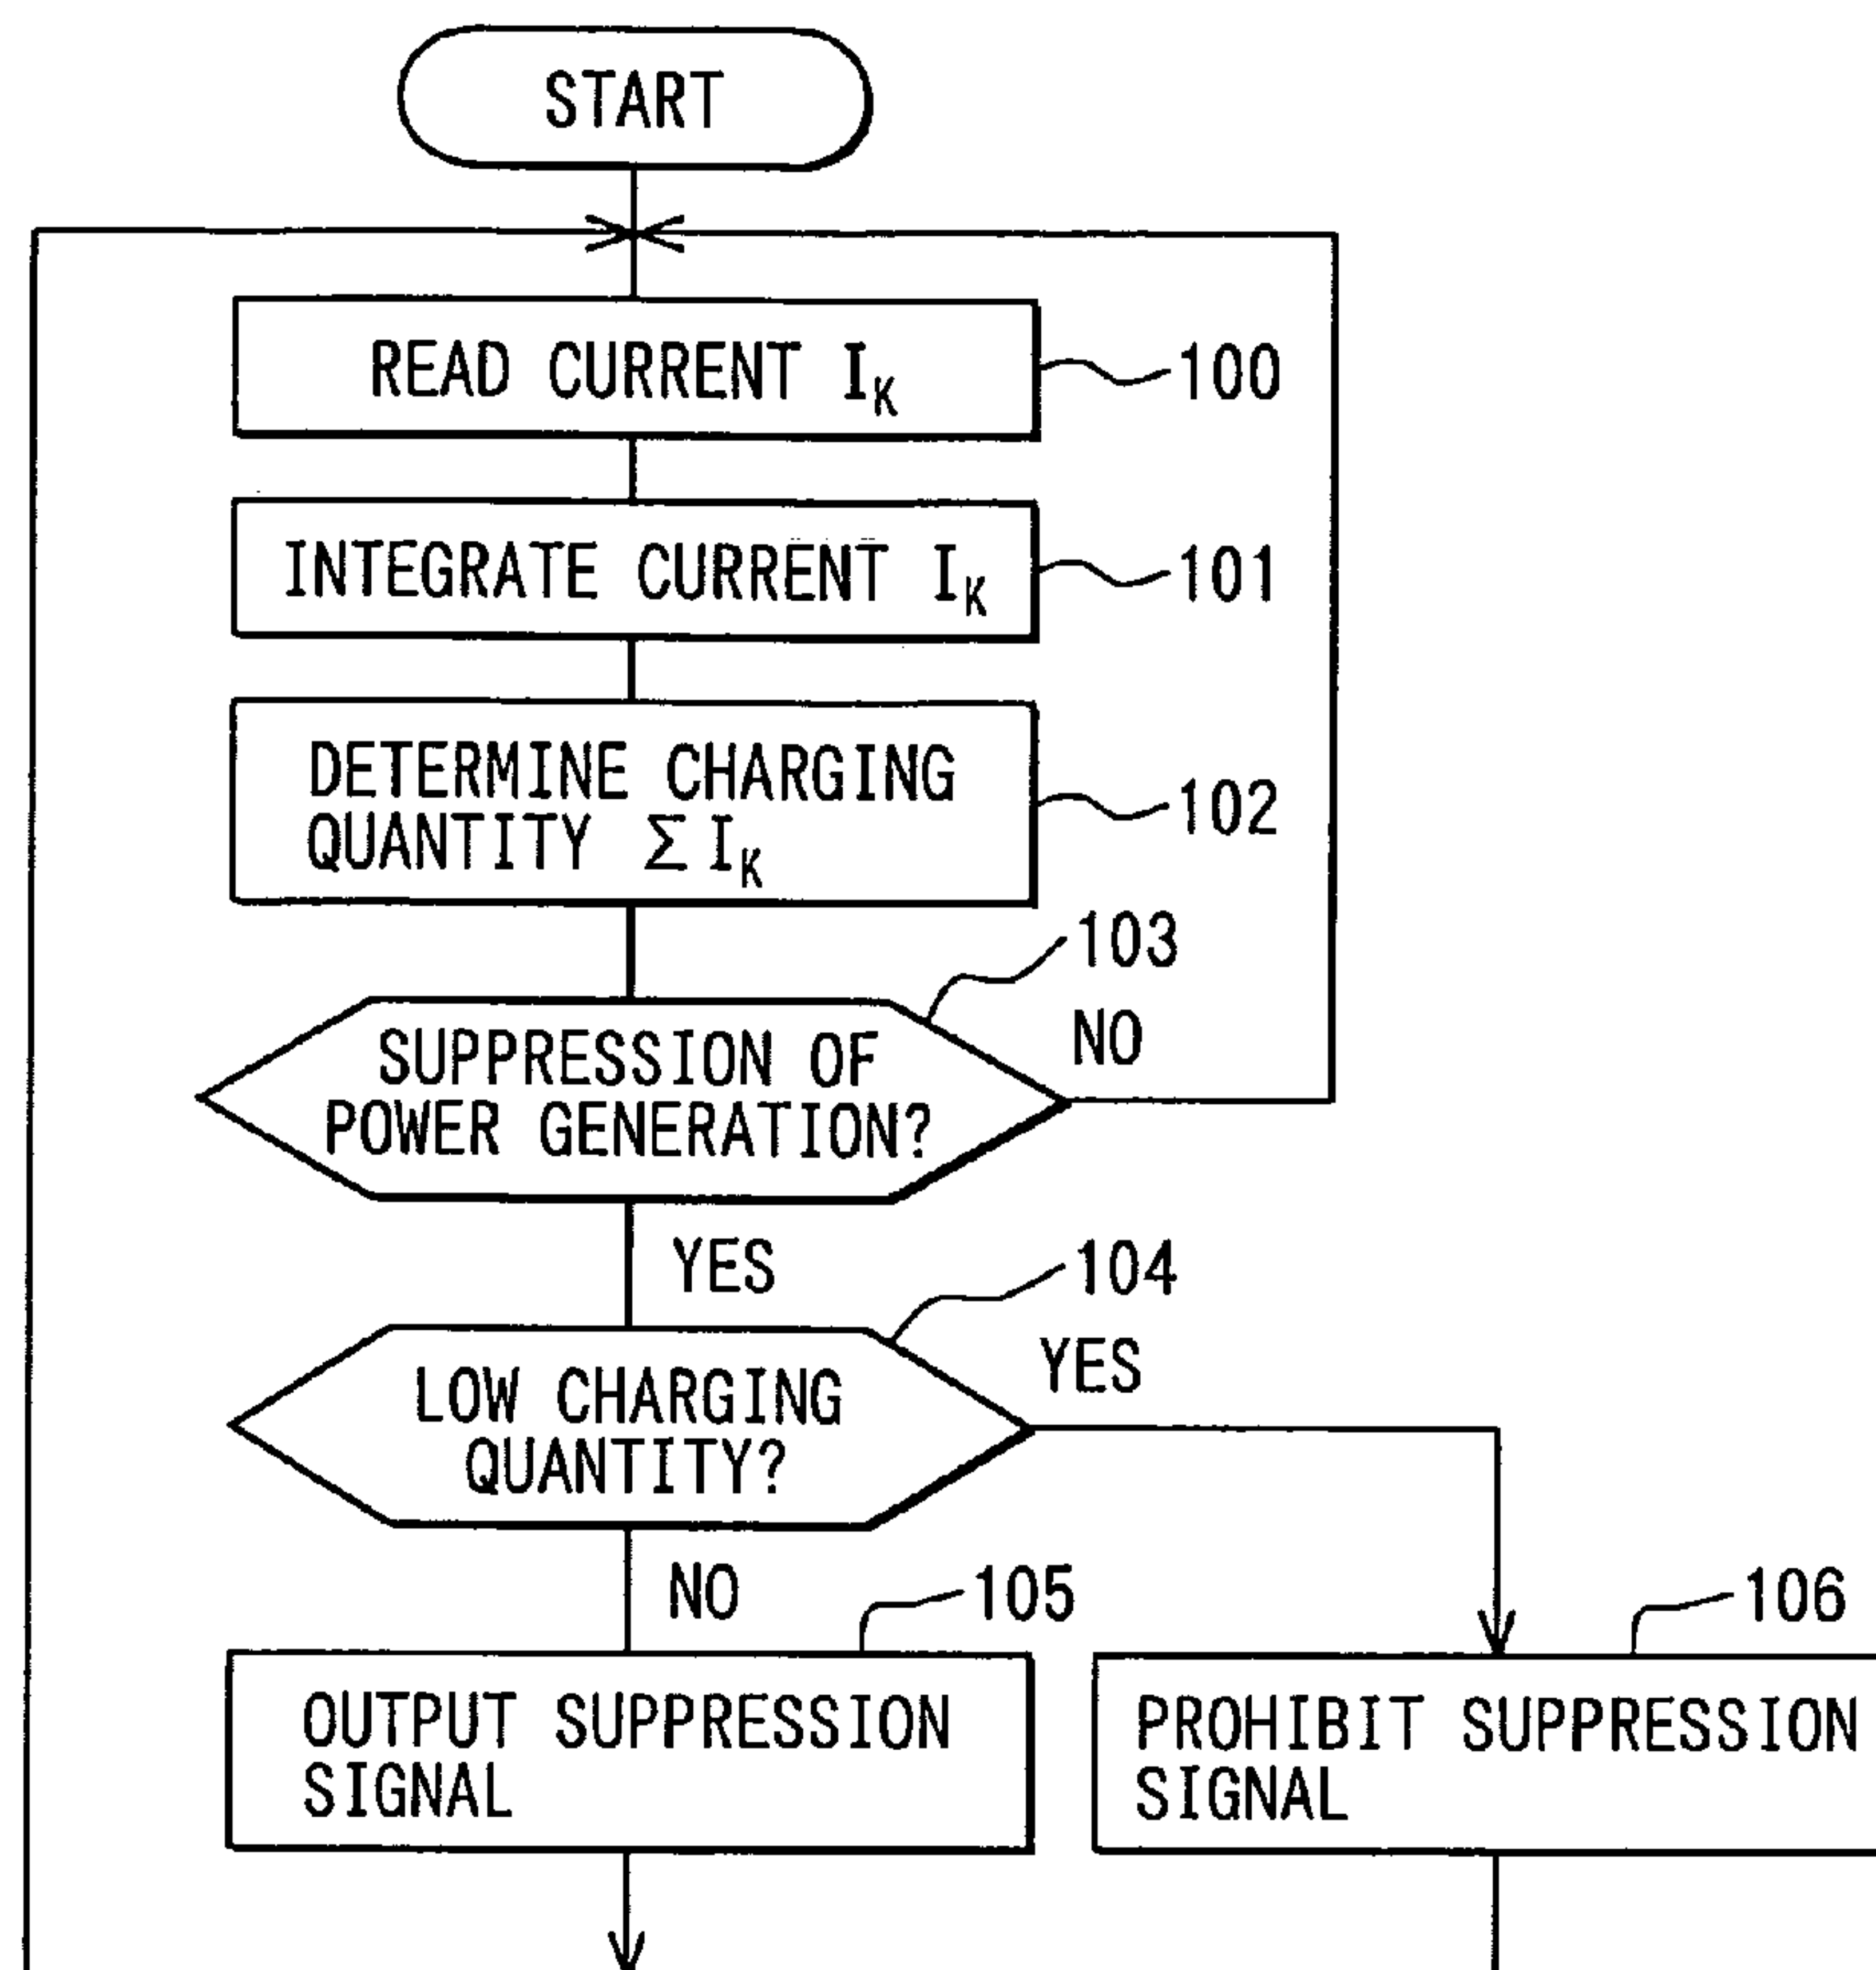 START
READ CURRENT I_K
100
INTEGRATE CURRENT I_K
101
DETERMINE CHARGING
QUANTITY Σ I_K
102
103
SUPPRESSION OF
POWER GENERATION?
NO
YES
104
LOW CHARGING
QUANTITY?
YES
NO
105
106
OUTPUT SUPPRESSION
SIGNAL
PROHIBIT SUPPRESSION
SIGNAL